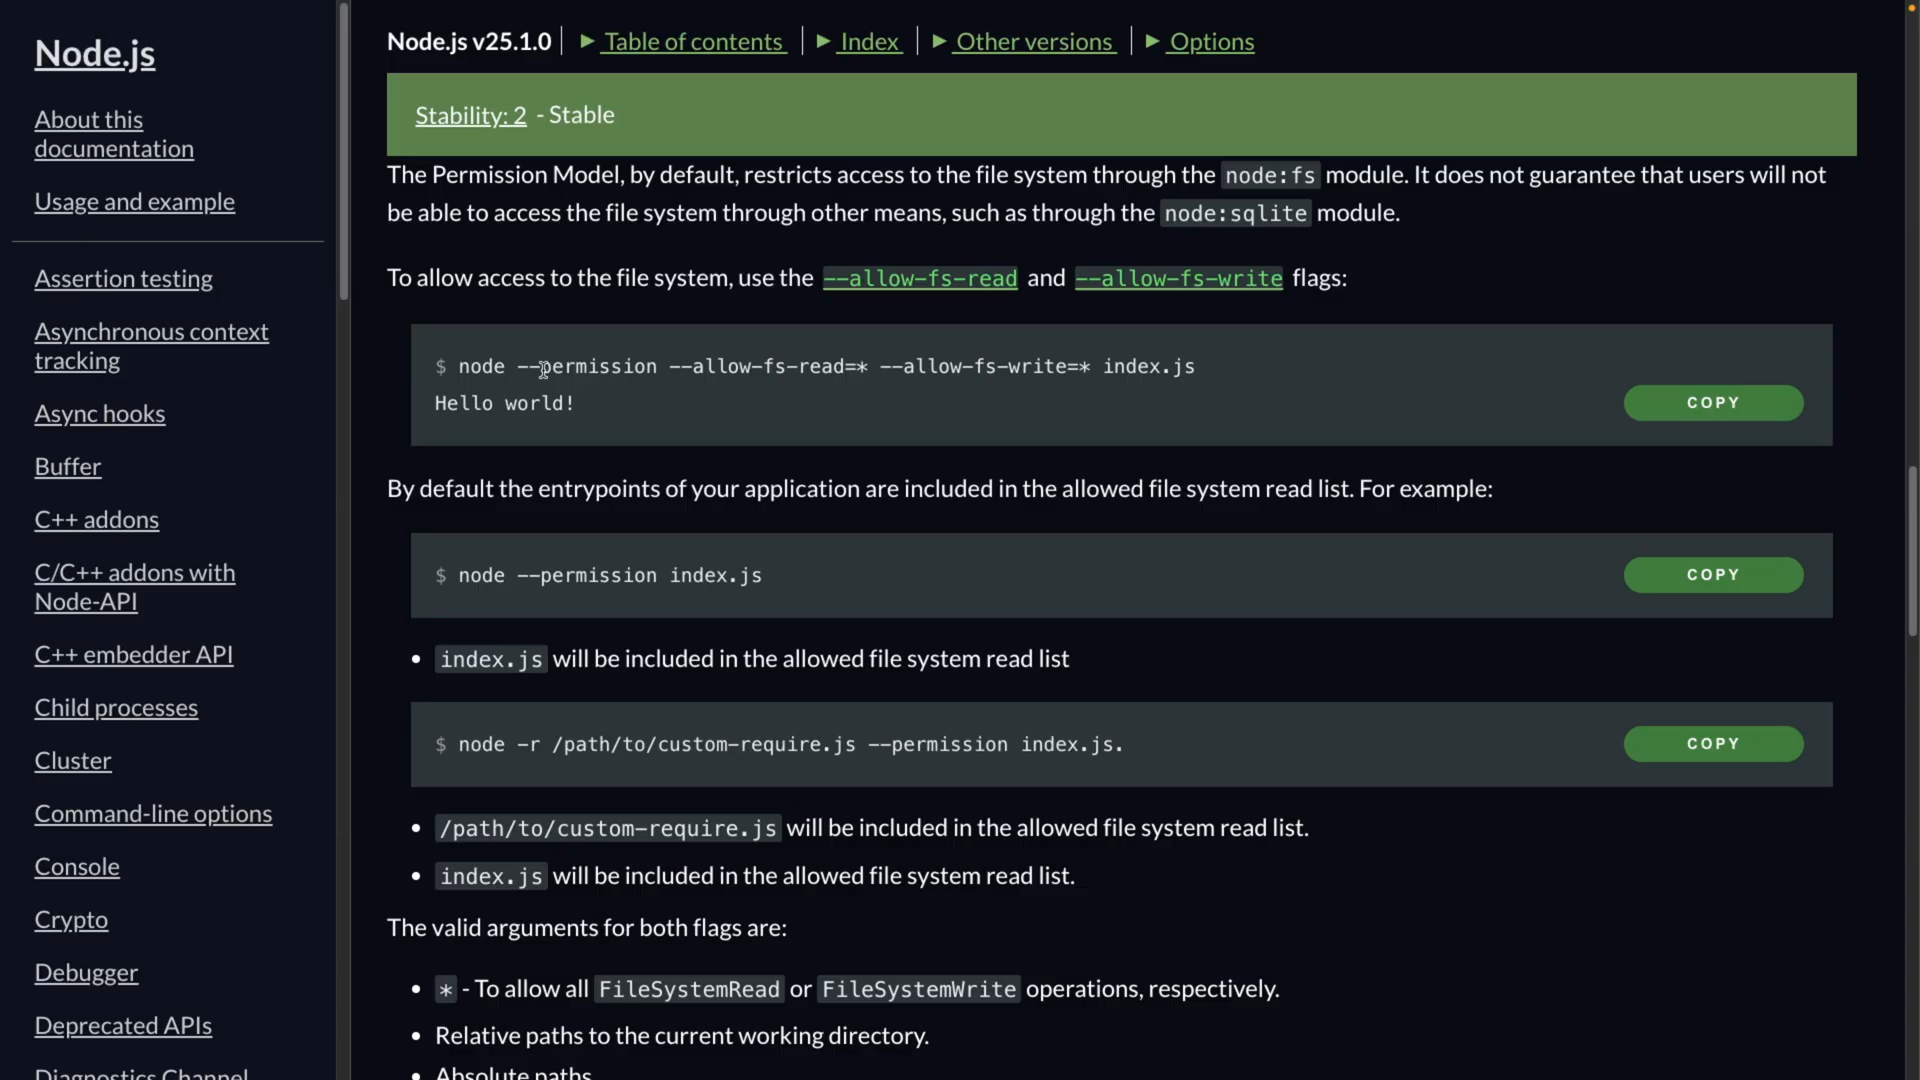 Node.js
About this
documentation
Usage and example
Assertion testing
Asynchronous context
tracking
Async hooks
Buffer
C++ addons
C/C++ addons with
Node-API
C++ embedder API
Child processes
Cluster
Command-line options
Console
Crypto
Debugger
Deprecated APIs
Diagnostics Channel
Node.js v25.1.0 | ► Table of contents | ► Index | ► Other versions | ► Options
Stability: 2 - Stable
The Permission Model, by default, restricts access to the file system through the node:fs module. It does not guarantee that users will not
be able to access the file system through other means, such as through the node:sqlite module.
To allow access to the file system, use the --allow-fs-read and --allow-fs-write flags:
$ node --permission --allow-fs-read=* --allow-fs-write=* index.js
Hello world!
COPY
By default the entrypoints of your application are included in the allowed file system read list. For example:
$ node --permission index.js
COPY
• index.js will be included in the allowed file system read list
$ node -r /path/to/custom-require.js --permission index.js.
COPY
• /path/to/custom-require.js will be included in the allowed file system read list.
• index.js will be included in the allowed file system read list.
The valid arguments for both flags are:
• * - To allow all FileSystemRead or FileSystemWrite operations, respectively.
• Relative paths to the current working directory.
• Absolute paths